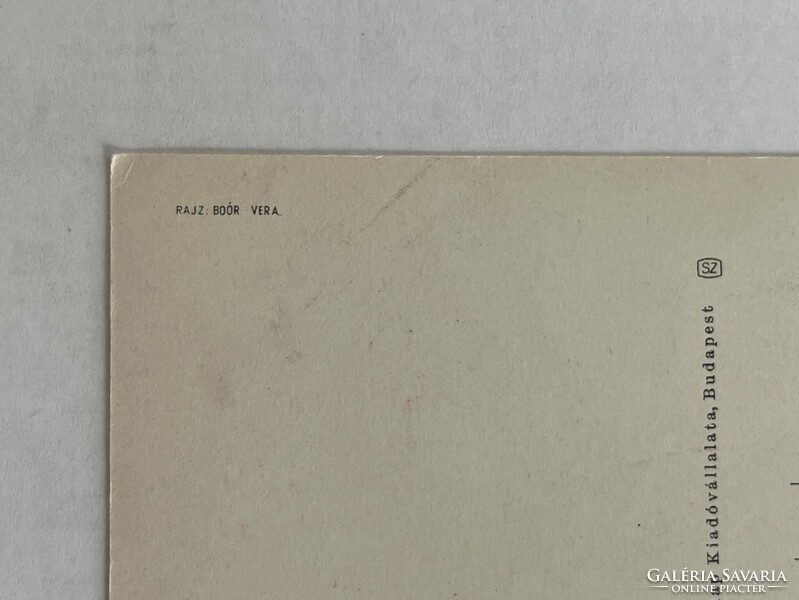 RAJZ: BOÓR VERA.
SZ
Kiadóvállalata, Budapest
GALÉRIA SAVARIA
ONLINE PIACTÉR